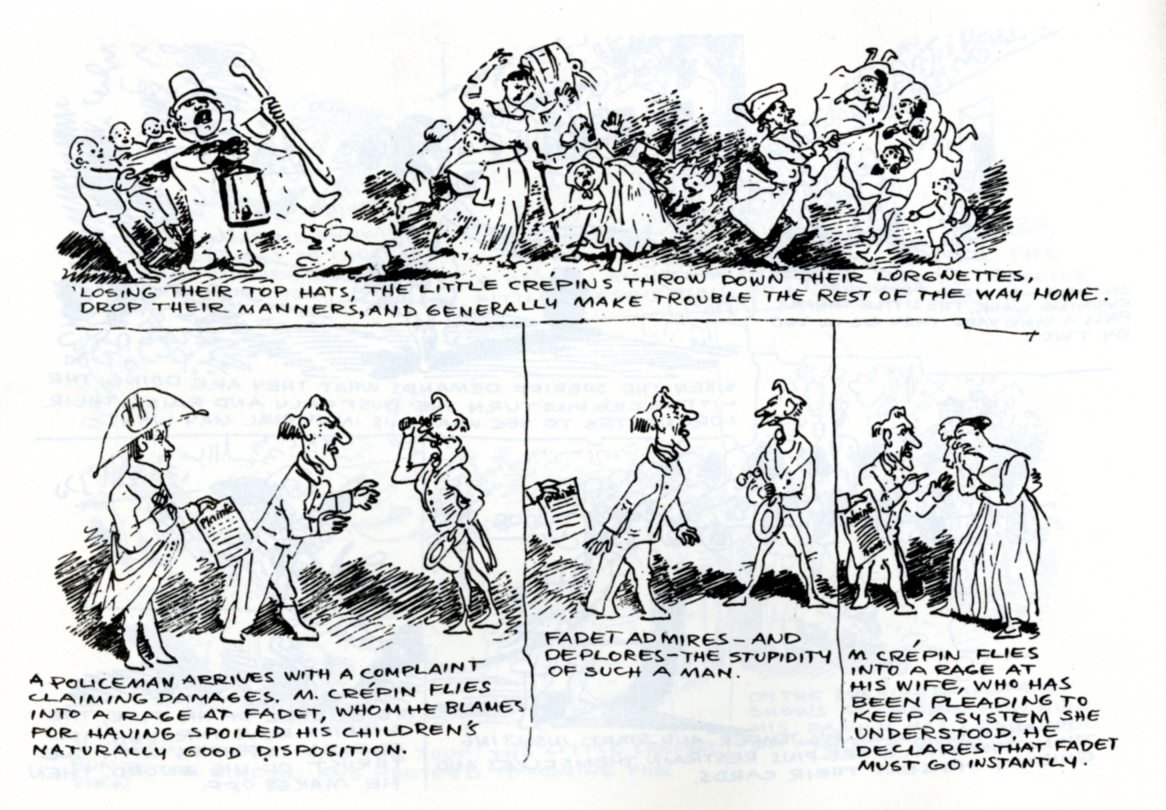 'LOSING THEIR TOP HATS,' THE LITTLE CREPINS THROW DOWN THEIR LORGNETTES,
DROP THEIR MANNERS, AND GENERALLY MAKE TROUBLE THE REST OF THE WAY HOME.
Plainte
A POLICEMAN ARRIVES WITH A COMPLAINT
CLAIMING DAMAGES. M. CRÉPIN FLIES
INTO A RAGE AT FADET, WHOM HE BLAMES
FOR HAVING SPOILED HIS CHILDREN'S
NATURALLY GOOD DISPOSITION.
Plainte
FADET ADMIRES – AND
DEPLORES – THE STUPIDITY
OF SUCH A MAN.
Plainte
M. CRÉPIN FLIES
INTO A RAGE AT
HIS WIFE, WHO HAS
BEEN PLEADING TO
KEEP A SYSTEM SHE
UNDERSTOOD. HE
DECLARES THAT FADET
MUST GO INSTANTLY.